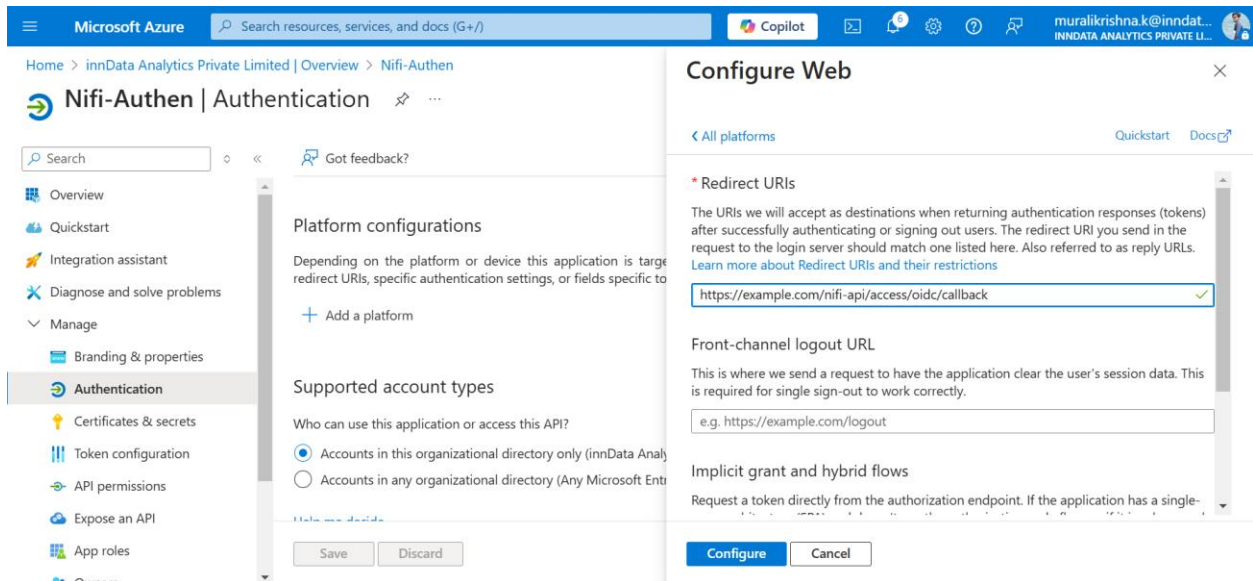 Microsoft Azure
Search resources, services, and docs (G+/)
Copilot
6
muralikrishna.k@inndat...
INNDATA ANALYTICS PRIVATE LI...
Home > innData Analytics Private Limited | Overview > Nifi-Authen
Nifi-Authen | Authentication
Search
Overview
Quickstart
Integration assistant
Diagnose and solve problems
Manage
Branding & properties
Authentication
Certificates & secrets
Token configuration
API permissions
Expose an API
App roles
Got feedback?
Platform configurations
Depending on the platform or device this application is targe
redirect URIs, specific authentication settings, or fields specific to
Add a platform
Supported account types
Who can use this application or access this API?
Accounts in this organizational directory only (innData Analy
Accounts in any organizational directory (Any Microsoft Entr
Save
Discard
Configure Web
All platforms
Quickstart
Docs
* Redirect URIs
The URIs we will accept as destinations when returning authentication responses (tokens)
after successfully authenticating or signing out users. The redirect URI you send in the
request to the login server should match one listed here. Also referred to as reply URLs.
Learn more about Redirect URIs and their restrictions
https://example.com/nifi-api/access/oidc/callback
Front-channel logout URL
This is where we send a request to have the application clear the user's session data. This
is required for single sign-out to work correctly.
e.g. https://example.com/logout
Implicit grant and hybrid flows
Request a token directly from the authorization endpoint. If the application has a single-
Configure
Cancel